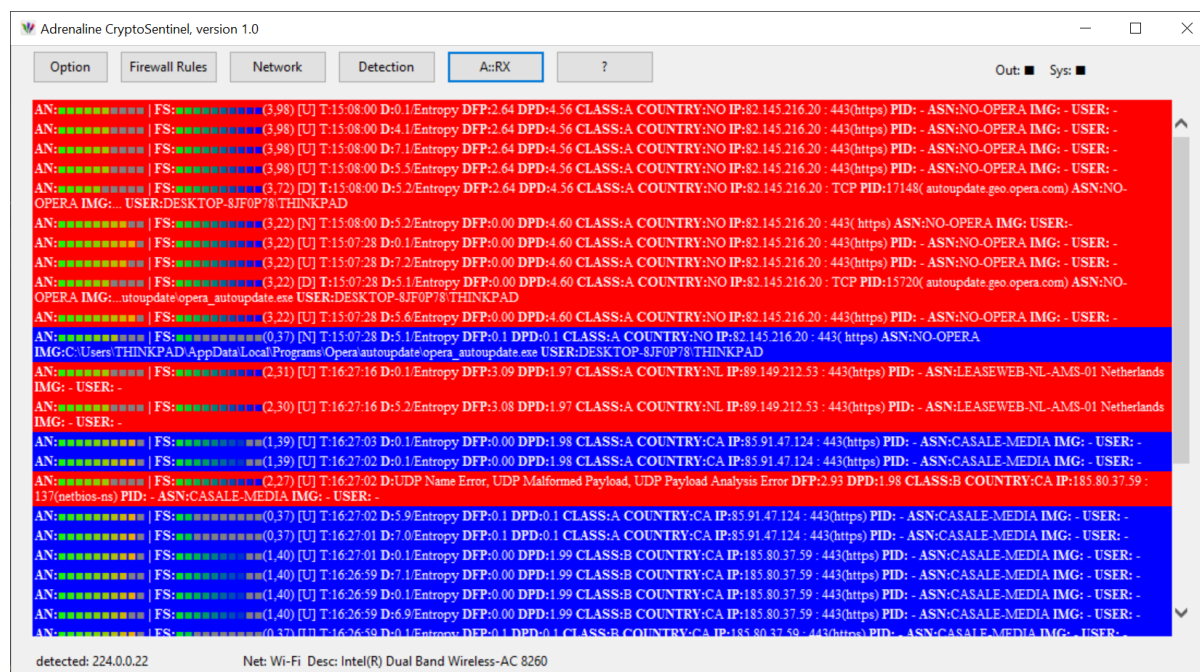 Adrenaline CryptoSentinel, version 1.0
Option Firewall Rules Network Detection A::RX ? Out: Sys:
AN: | FS: (3,98) [U] T:15:08:00 D:0.1/Entropy DFP:2.64 DPD:4.56 CLASS:A COUNTRY:NO IP:82.145.216.20 : 443(https) PID: - ASN:NO-OPERA IMG: - USER: -
AN: | FS: (3,98) [U] T:15:08:00 D:4.1/Entropy DFP:2.64 DPD:4.56 CLASS:A COUNTRY:NO IP:82.145.216.20 : 443(https) PID: - ASN:NO-OPERA IMG: - USER: -
AN: | FS: (3,98) [U] T:15:08:00 D:7.1/Entropy DFP:2.64 DPD:4.56 CLASS:A COUNTRY:NO IP:82.145.216.20 : 443(https) PID: - ASN:NO-OPERA IMG: - USER: -
AN: | FS: (3,98) [U] T:15:08:00 D:5.5/Entropy DFP:2.64 DPD:4.56 CLASS:A COUNTRY:NO IP:82.145.216.20 : 443(https) PID: - ASN:NO-OPERA IMG: - USER: -
AN: | FS: (3,72) [D] T:15:08:00 D:5.2/Entropy DFP:2.64 DPD:4.56 CLASS:A COUNTRY:NO IP:82.145.216.20 : TCP PID:17148( autoupdate.geo.opera.com) ASN:NO-
OPERA IMG:... USER:DESKTOP-8JF0P78\THINKPAD
AN: | FS: (3,22) [N] T:15:08:00 D:5.2/Entropy DFP:0.00 DPD:4.60 CLASS:A COUNTRY:NO IP:82.145.216.20 : 443( https) ASN:NO-OPERA IMG: USER:-
AN: | FS: (3,22) [U] T:15:07:28 D:0.1/Entropy DFP:0.00 DPD:4.60 CLASS:A COUNTRY:NO IP:82.145.216.20 : 443(https) PID: - ASN:NO-OPERA IMG: - USER: -
AN: | FS: (3,22) [U] T:15:07:28 D:7.2/Entropy DFP:0.00 DPD:4.60 CLASS:A COUNTRY:NO IP:82.145.216.20 : 443(https) PID: - ASN:NO-OPERA IMG: - USER: -
AN: | FS: (3,22) [D] T:15:07:28 D:5.1/Entropy DFP:0.00 DPD:4.60 CLASS:A COUNTRY:NO IP:82.145.216.20 : TCP PID:15720( autoupdate.geo.opera.com) ASN:NO-
OPERA IMG:...utoupdate\opera_autoupdate.exe USER:DESKTOP-8JF0P78\THINKPAD
AN: | FS: (3,22) [U] T:15:07:28 D:5.6/Entropy DFP:0.00 DPD:4.60 CLASS:A COUNTRY:NO IP:82.145.216.20 : 443(https) PID: - ASN:NO-OPERA IMG: - USER: -
AN: | FS: (0,37) [N] T:15:07:28 D:5.1/Entropy DFP:0.1 DPD:0.1 CLASS:A COUNTRY:NO IP:82.145.216.20 : 443( https) ASN:NO-OPERA
IMG:C:\Users\THINKPAD\AppData\Local\Programs\Opera\autoupdate\opera_autoupdate.exe USER:DESKTOP-8JF0P78\THINKPAD
AN: | FS: (2,31) [U] T:16:27:16 D:0.1/Entropy DFP:3.09 DPD:1.97 CLASS:A COUNTRY:NL IP:89.149.212.53 : 443(https) PID: - ASN:LEASEWEB-NL-AMS-01 Netherlands
IMG: - USER: -
AN: | FS: (2,30) [U] T:16:27:16 D:5.2/Entropy DFP:3.08 DPD:1.97 CLASS:A COUNTRY:NL IP:89.149.212.53 : 443(https) PID: - ASN:LEASEWEB-NL-AMS-01 Netherlands
IMG: - USER: -
AN: | FS: (1,39) [U] T:16:27:03 D:0.1/Entropy DFP:0.00 DPD:1.98 CLASS:A COUNTRY:CA IP:85.91.47.124 : 443(https) PID: - ASN:CASALE-MEDIA IMG: - USER: -
AN: | FS: (1,39) [U] T:16:27:02 D:0.1/Entropy DFP:0.00 DPD:1.98 CLASS:A COUNTRY:CA IP:85.91.47.124 : 443(https) PID: - ASN:CASALE-MEDIA IMG: - USER: -
AN: | FS: (2,27) [U] T:16:27:02 D:UDP Name Error, UDP Malformed Payload, UDP Payload Analysis Error DFP:2.93 DPD:1.98 CLASS:B COUNTRY:CA IP:185.80.37.59 :
137(netbios-ns) PID: - ASN:CASALE-MEDIA IMG: - USER: -
AN: | FS: (0,37) [U] T:16:27:02 D:5.9/Entropy DFP:0.1 DPD:0.1 CLASS:A COUNTRY:CA IP:85.91.47.124 : 443(https) PID: - ASN:CASALE-MEDIA IMG: - USER: -
AN: | FS: (0,37) [U] T:16:27:01 D:7.0/Entropy DFP:0.1 DPD:0.1 CLASS:A COUNTRY:CA IP:85.91.47.124 : 443(https) PID: - ASN:CASALE-MEDIA IMG: - USER: -
AN: | FS: (1,40) [U] T:16:27:01 D:0.1/Entropy DFP:0.00 DPD:1.99 CLASS:B COUNTRY:CA IP:185.80.37.59 : 443(https) PID: - ASN:CASALE-MEDIA IMG: - USER: -
AN: | FS: (1,40) [U] T:16:26:59 D:7.1/Entropy DFP:0.00 DPD:1.99 CLASS:B COUNTRY:CA IP:185.80.37.59 : 443(https) PID: - ASN:CASALE-MEDIA IMG: - USER: -
AN: | FS: (1,40) [U] T:16:26:59 D:0.1/Entropy DFP:0.00 DPD:1.99 CLASS:B COUNTRY:CA IP:185.80.37.59 : 443(https) PID: - ASN:CASALE-MEDIA IMG: - USER: -
AN: | FS: (1,40) [U] T:16:26:59 D:6.9/Entropy DFP:0.00 DPD:1.99 CLASS:B COUNTRY:CA IP:185.80.37.59 : 443(https) PID: - ASN:CASALE-MEDIA IMG: - USER: -
AN: | FS: (0,37) [U] T:16:26:59 D:0.1/Entropy DFP:0.1 DPD:0.1 CLASS:B COUNTRY:CA IP:185.80.37.59 : 443(https) PID: - ASN:CASALE-MEDIA IMG: - USER: -
detected: 224.0.0.22 Net: Wi-Fi Desc: Intel(R) Dual Band Wireless-AC 8260